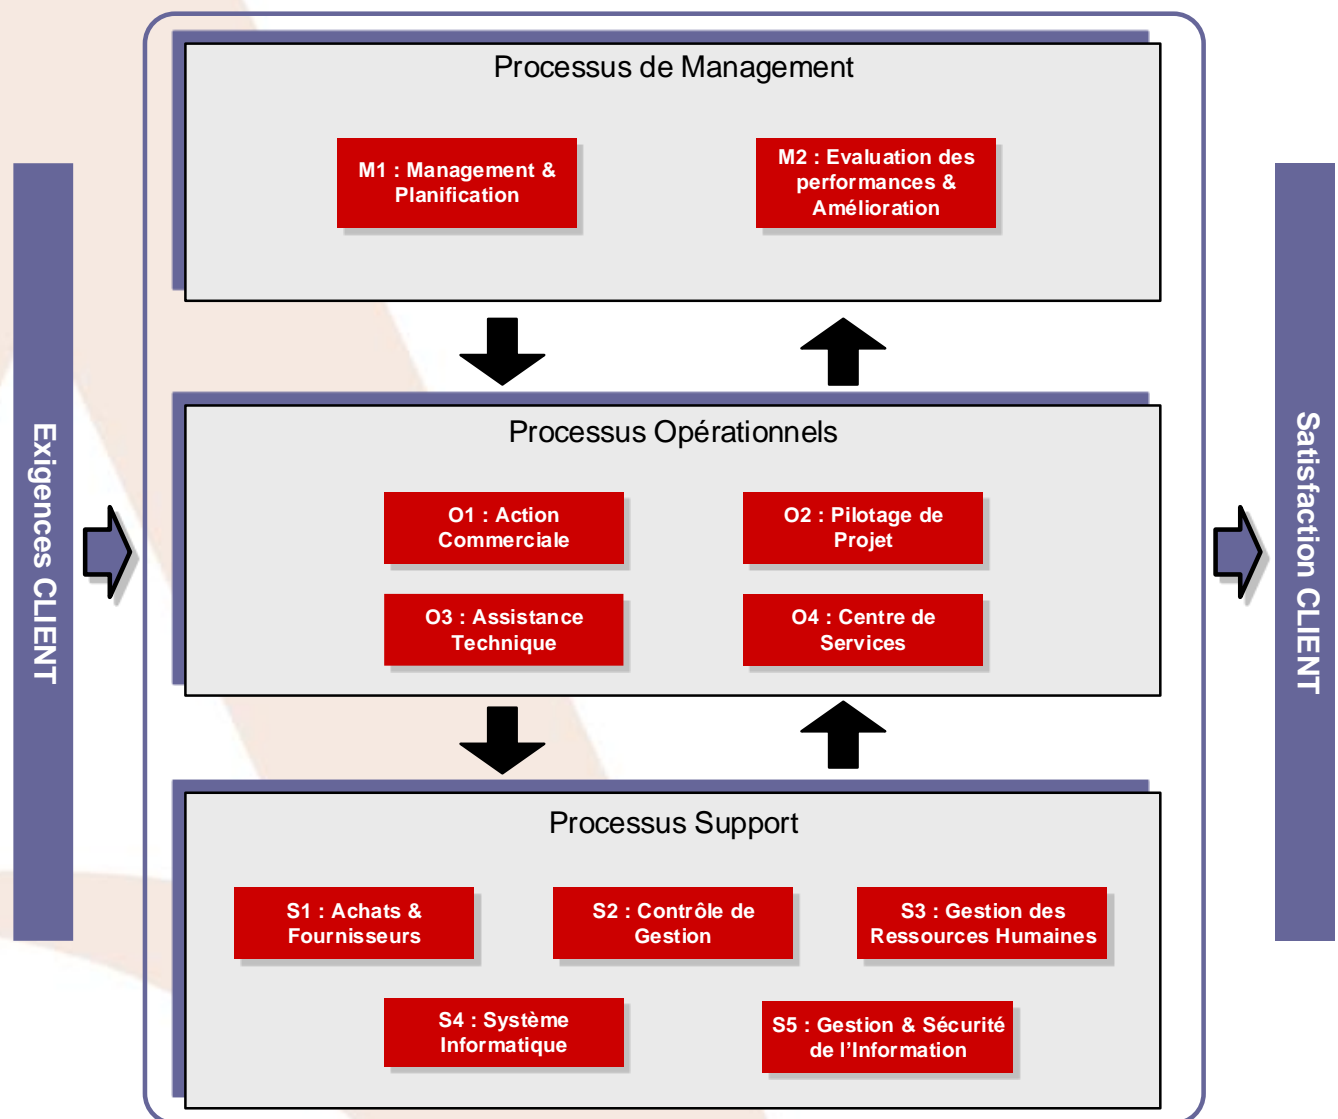 Processus de Management
M1 : Management &
Planification
M2 : Evaluation des
performances &
Amélioration
Exigences CLIENT
Processus Opérationnels
O1 : Action
Commerciale
O2 : Pilotage de
Projet
O3 : Assistance
Technique
O4 : Centre de
Services
Satisfaction CLIENT
Processus Support
S1 : Achats &
Fournisseurs
S2 : Contrôle de
Gestion
S3 : Gestion des
Ressources Humaines
S4 : Système
Informatique
S5 : Gestion & Sécurité
de l’Information